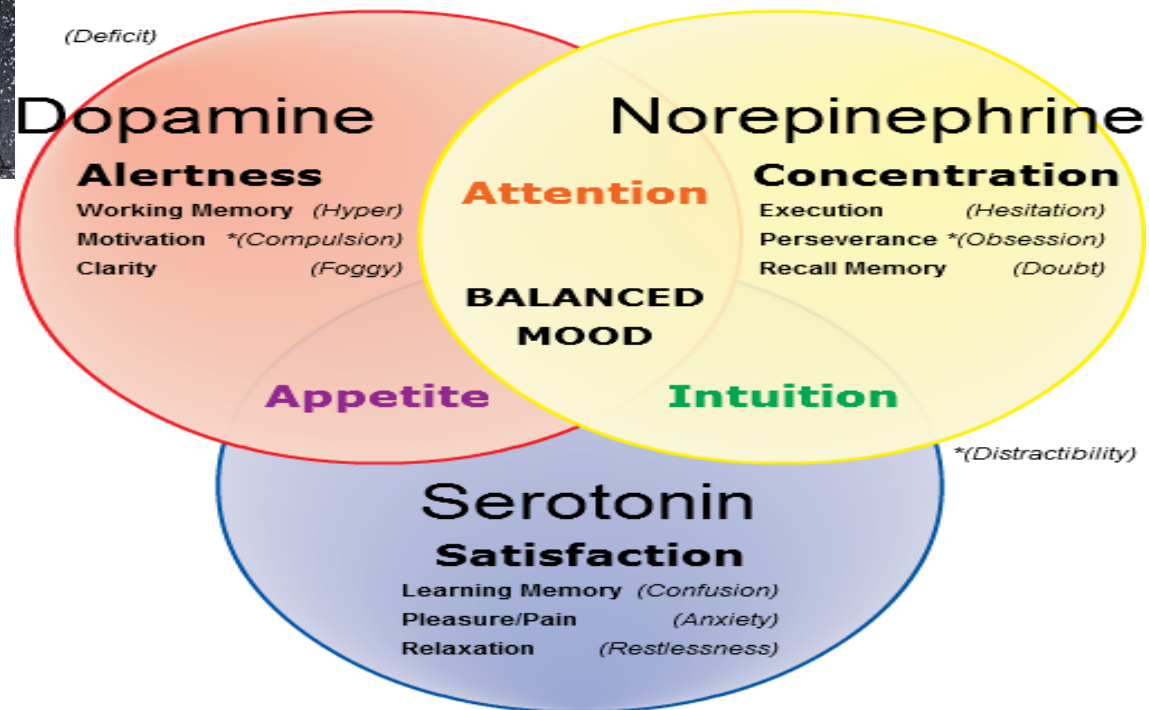 (Deficit)
Dopamine
Alertness
Working Memory (Hyper)
Motivation *(Compulsion)
Clarity (Foggy)
Norepinephrine
Concentration
Execution (Hesitation)
Perseverance *(Obsession)
Recall Memory (Doubt)
Attention
BALANCED
MOOD
Appetite
Intuition
*(Distractibility)
Serotonin
Satisfaction
Learning Memory (Confusion)
Pleasure/Pain (Anxiety)
Relaxation (Restlessness)